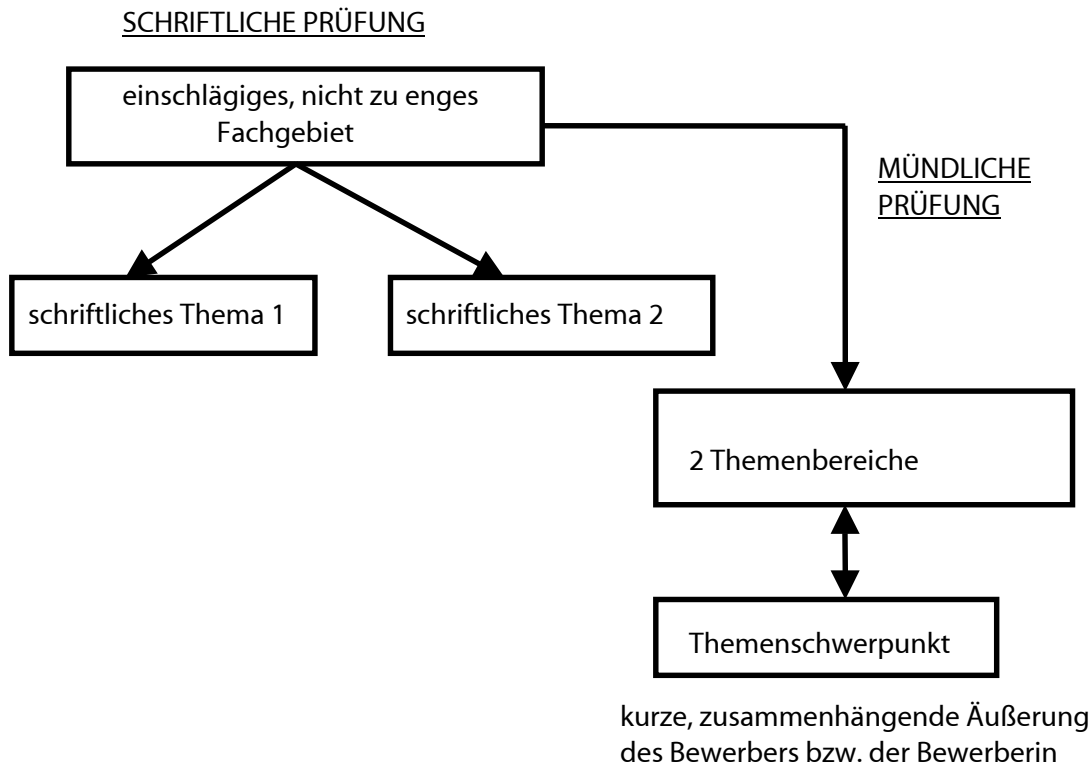 SCHRIFTLICHE PRÜFUNG
einschlägiges, nicht zu enges
Fachgebiet
MÜNDLICHE
PRÜFUNG
schriftliches Thema 1
schriftliches Thema 2
2 Themenbereiche
Themenschwerpunkt
kurze, zusammenhängende Äußerung
des Bewerbers bzw. der Bewerberin